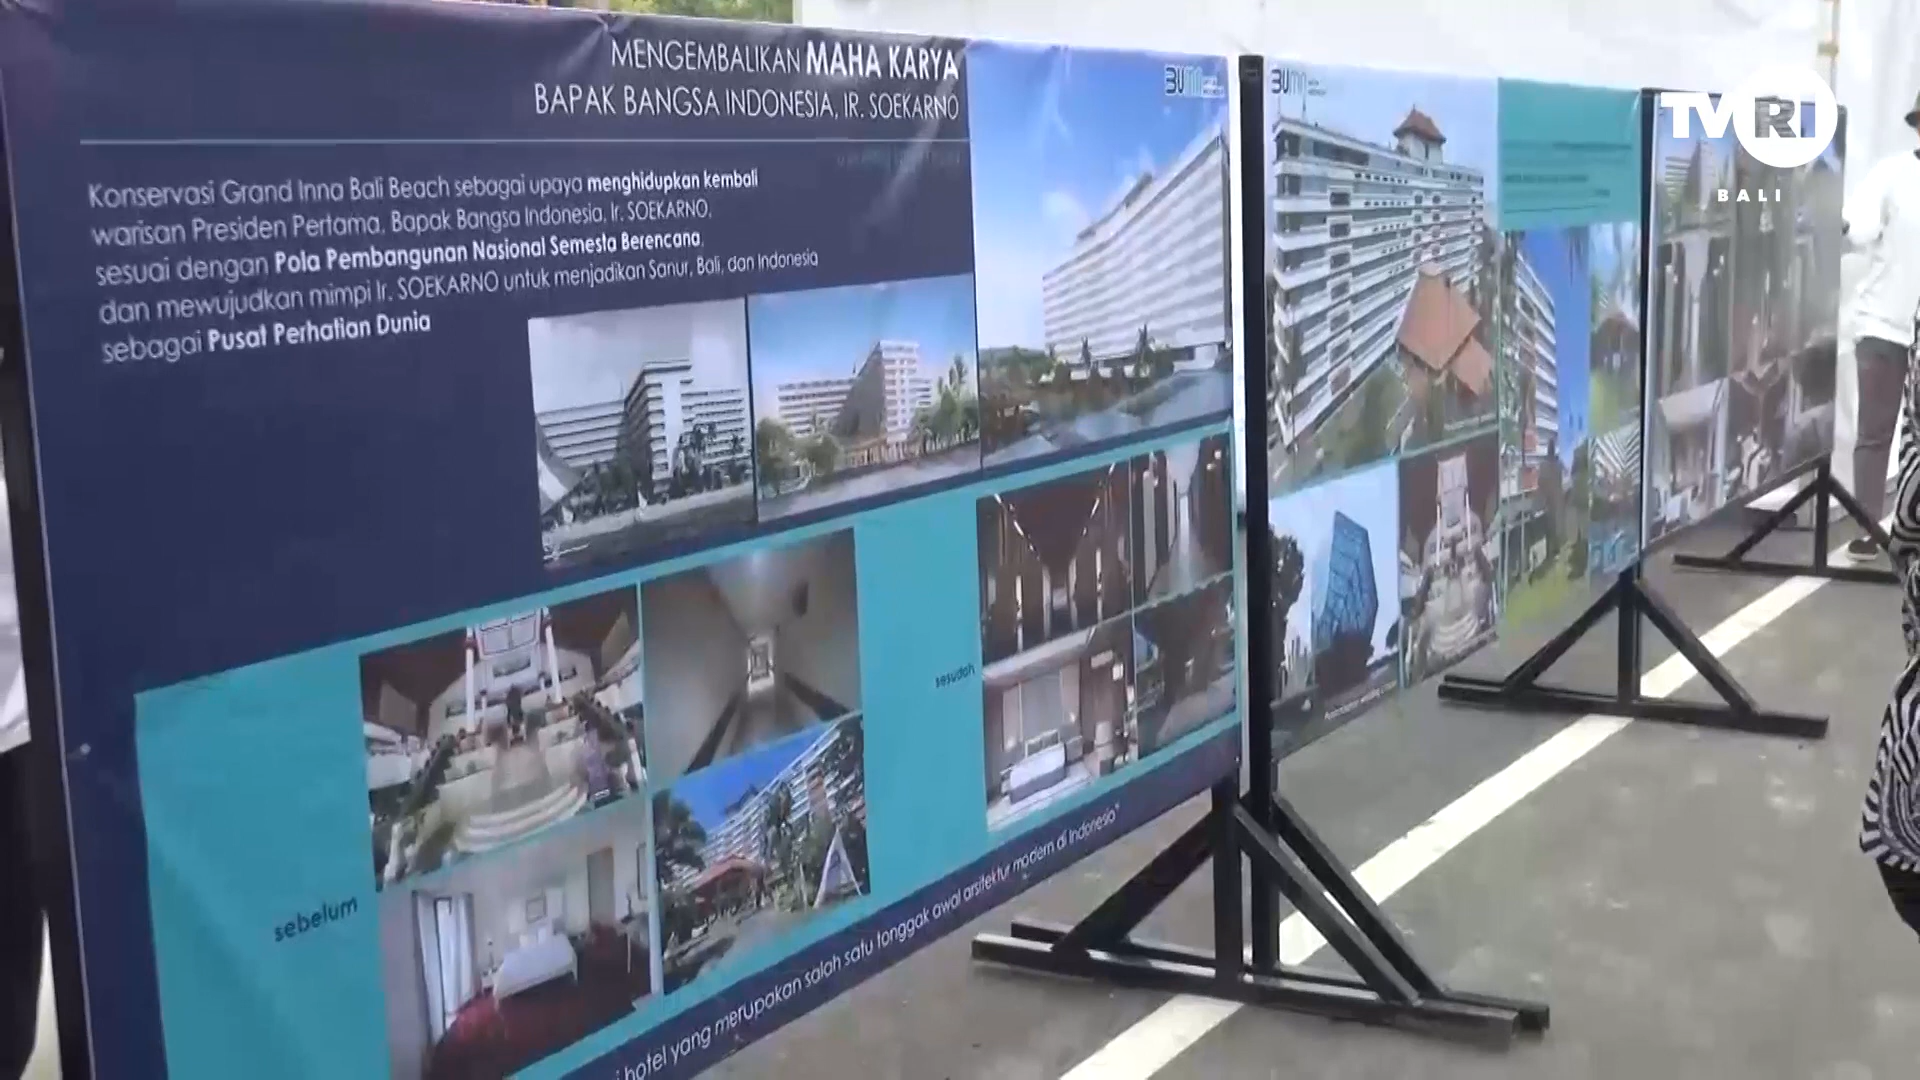 MENGEMBALIKAN MAHA KARYA
BAPAK BANGSA INDONESIA, IR. SOEKARNO
Konservasi Grand Inna Bali Beach sebagai upaya menghidupkan kembali
warisan Presiden Pertama, Bapak Bangsa Indonesia, Ir. SOEKARNO,
sesuai dengan Pola Pembangunan Nasional Semesta Berencana,
dan mewujudkan mimpi Ir. SOEKARNO untuk menjadikan Sanur, Bali, dan Indonesia
sebagai Pusat Perhatian Dunia
sebelum
sesudah
hotel yang merupakan salah satu tonggak awal arsitektur modern di Indonesia"
BUMN
BUMN
TVRI
BALI